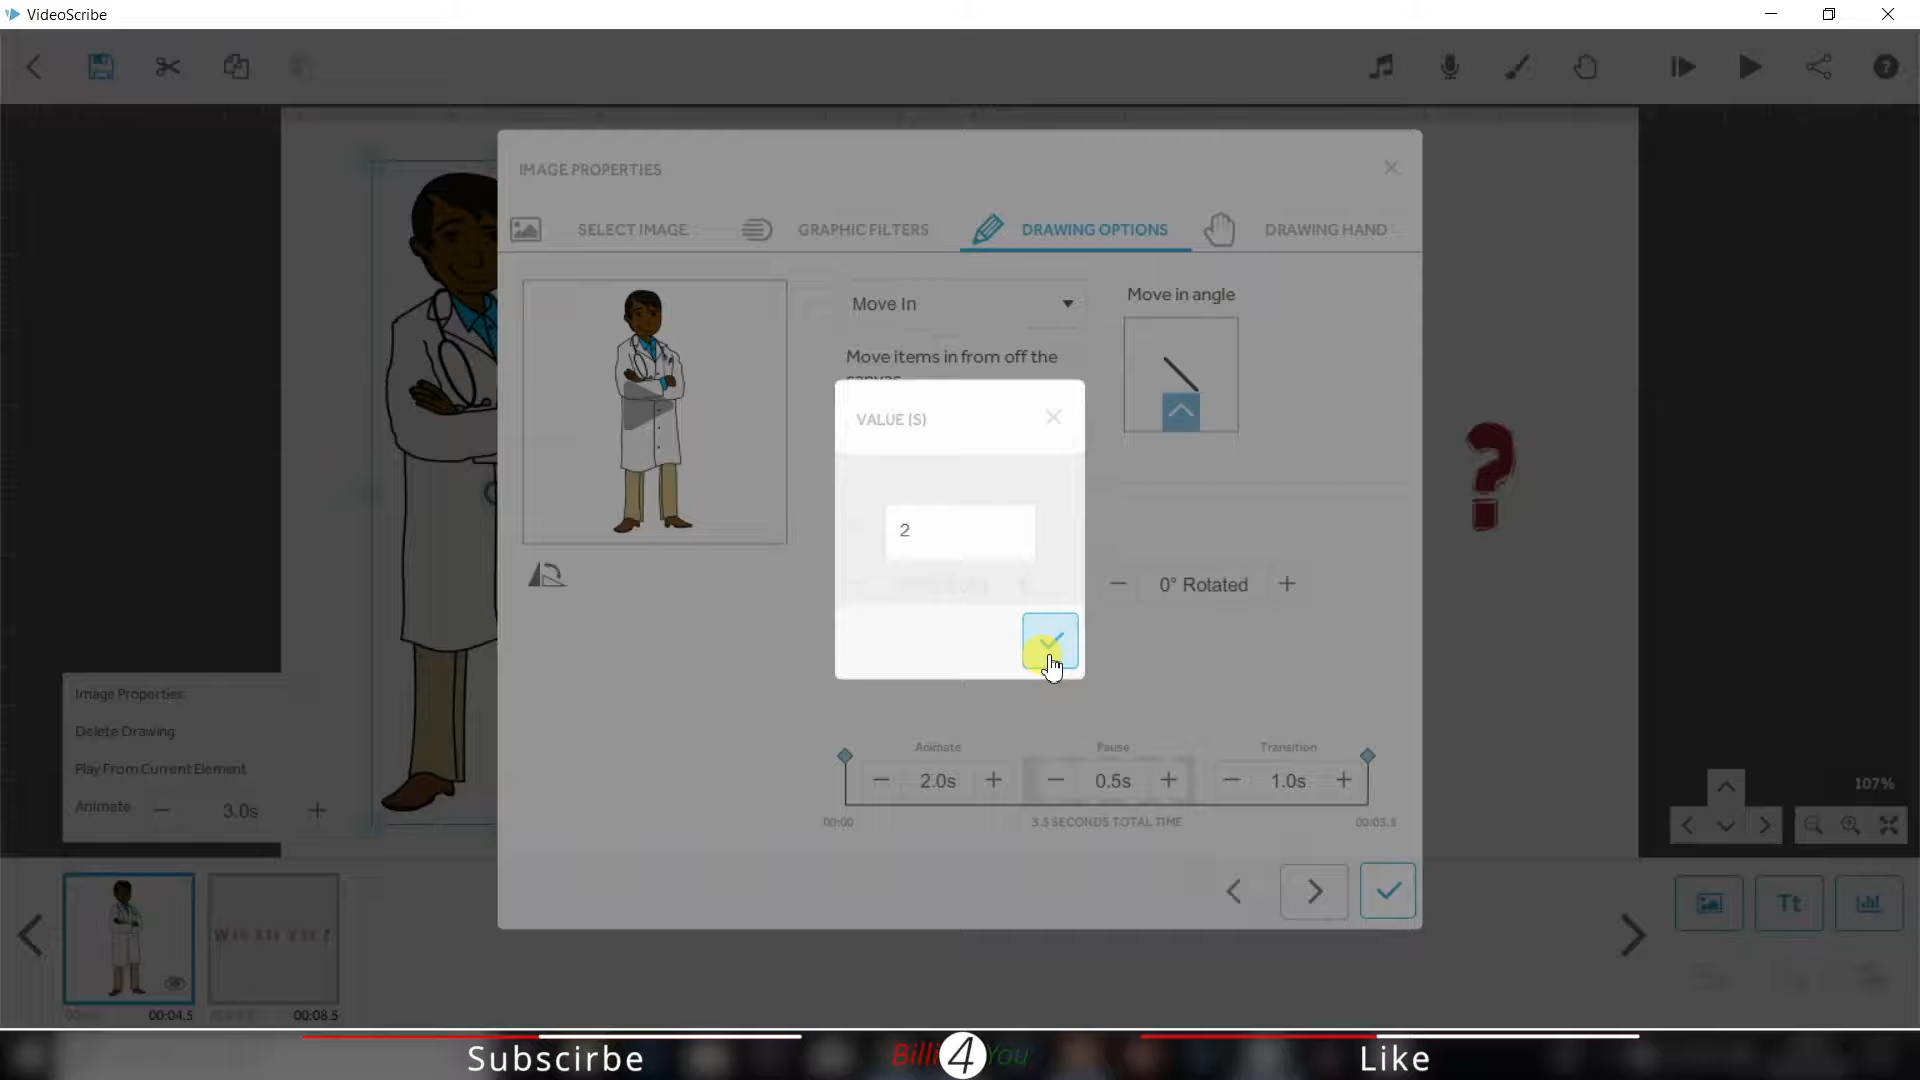 VideoScribe
IMAGE PROPERTIES
SELECT IMAGE
GRAPHIC FILTERS
DRAWING OPTIONS
DRAWING HAND
Move In
Move in angle
Move items in from off the
VALUE (S)
2
0° Rotated
Image Properties
Delete Drawing
Play From Current Element
Animate
3.0s
Animate
Pause
Transition
2.0s
0.5s
1.0s
00:00
3.5 SECONDS TOTAL TIME
00:03.5
107%
?
Tt
00:04.5
00:08.5
Subscirbe
Billi4You
Like